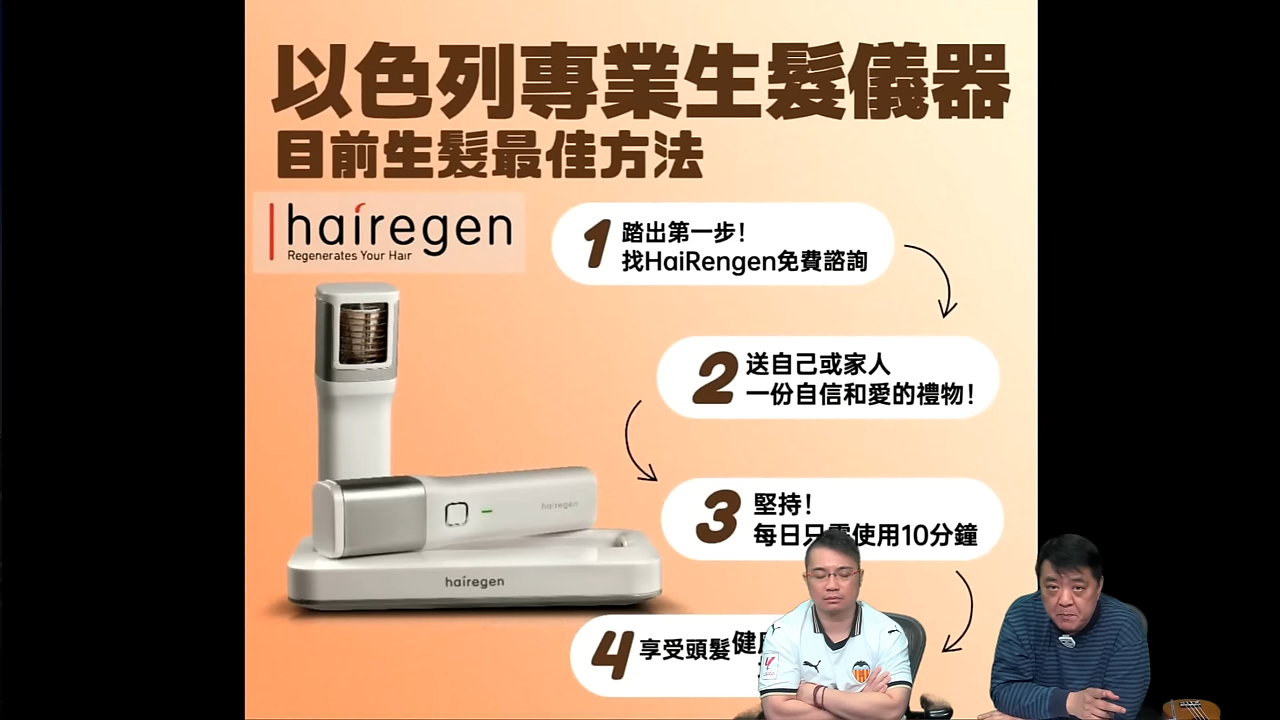 以色列專業生髮儀器
目前生髮最佳方法
hairegen
Regenerates Your Hair
1 踏出第一步！
找HaiRengen免費諮詢
2 送自己或家人
一份自信和愛的禮物！
3 堅持！
每日只需使用10分鐘
hairegen
hairegen
4 享受頭髮健